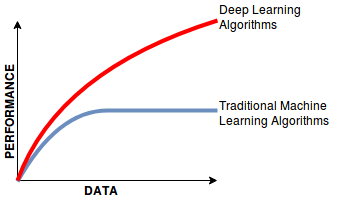 Deep Learning
Algorithms
PERFORMANCE
Traditional Machine
Learning Algorithms
DATA